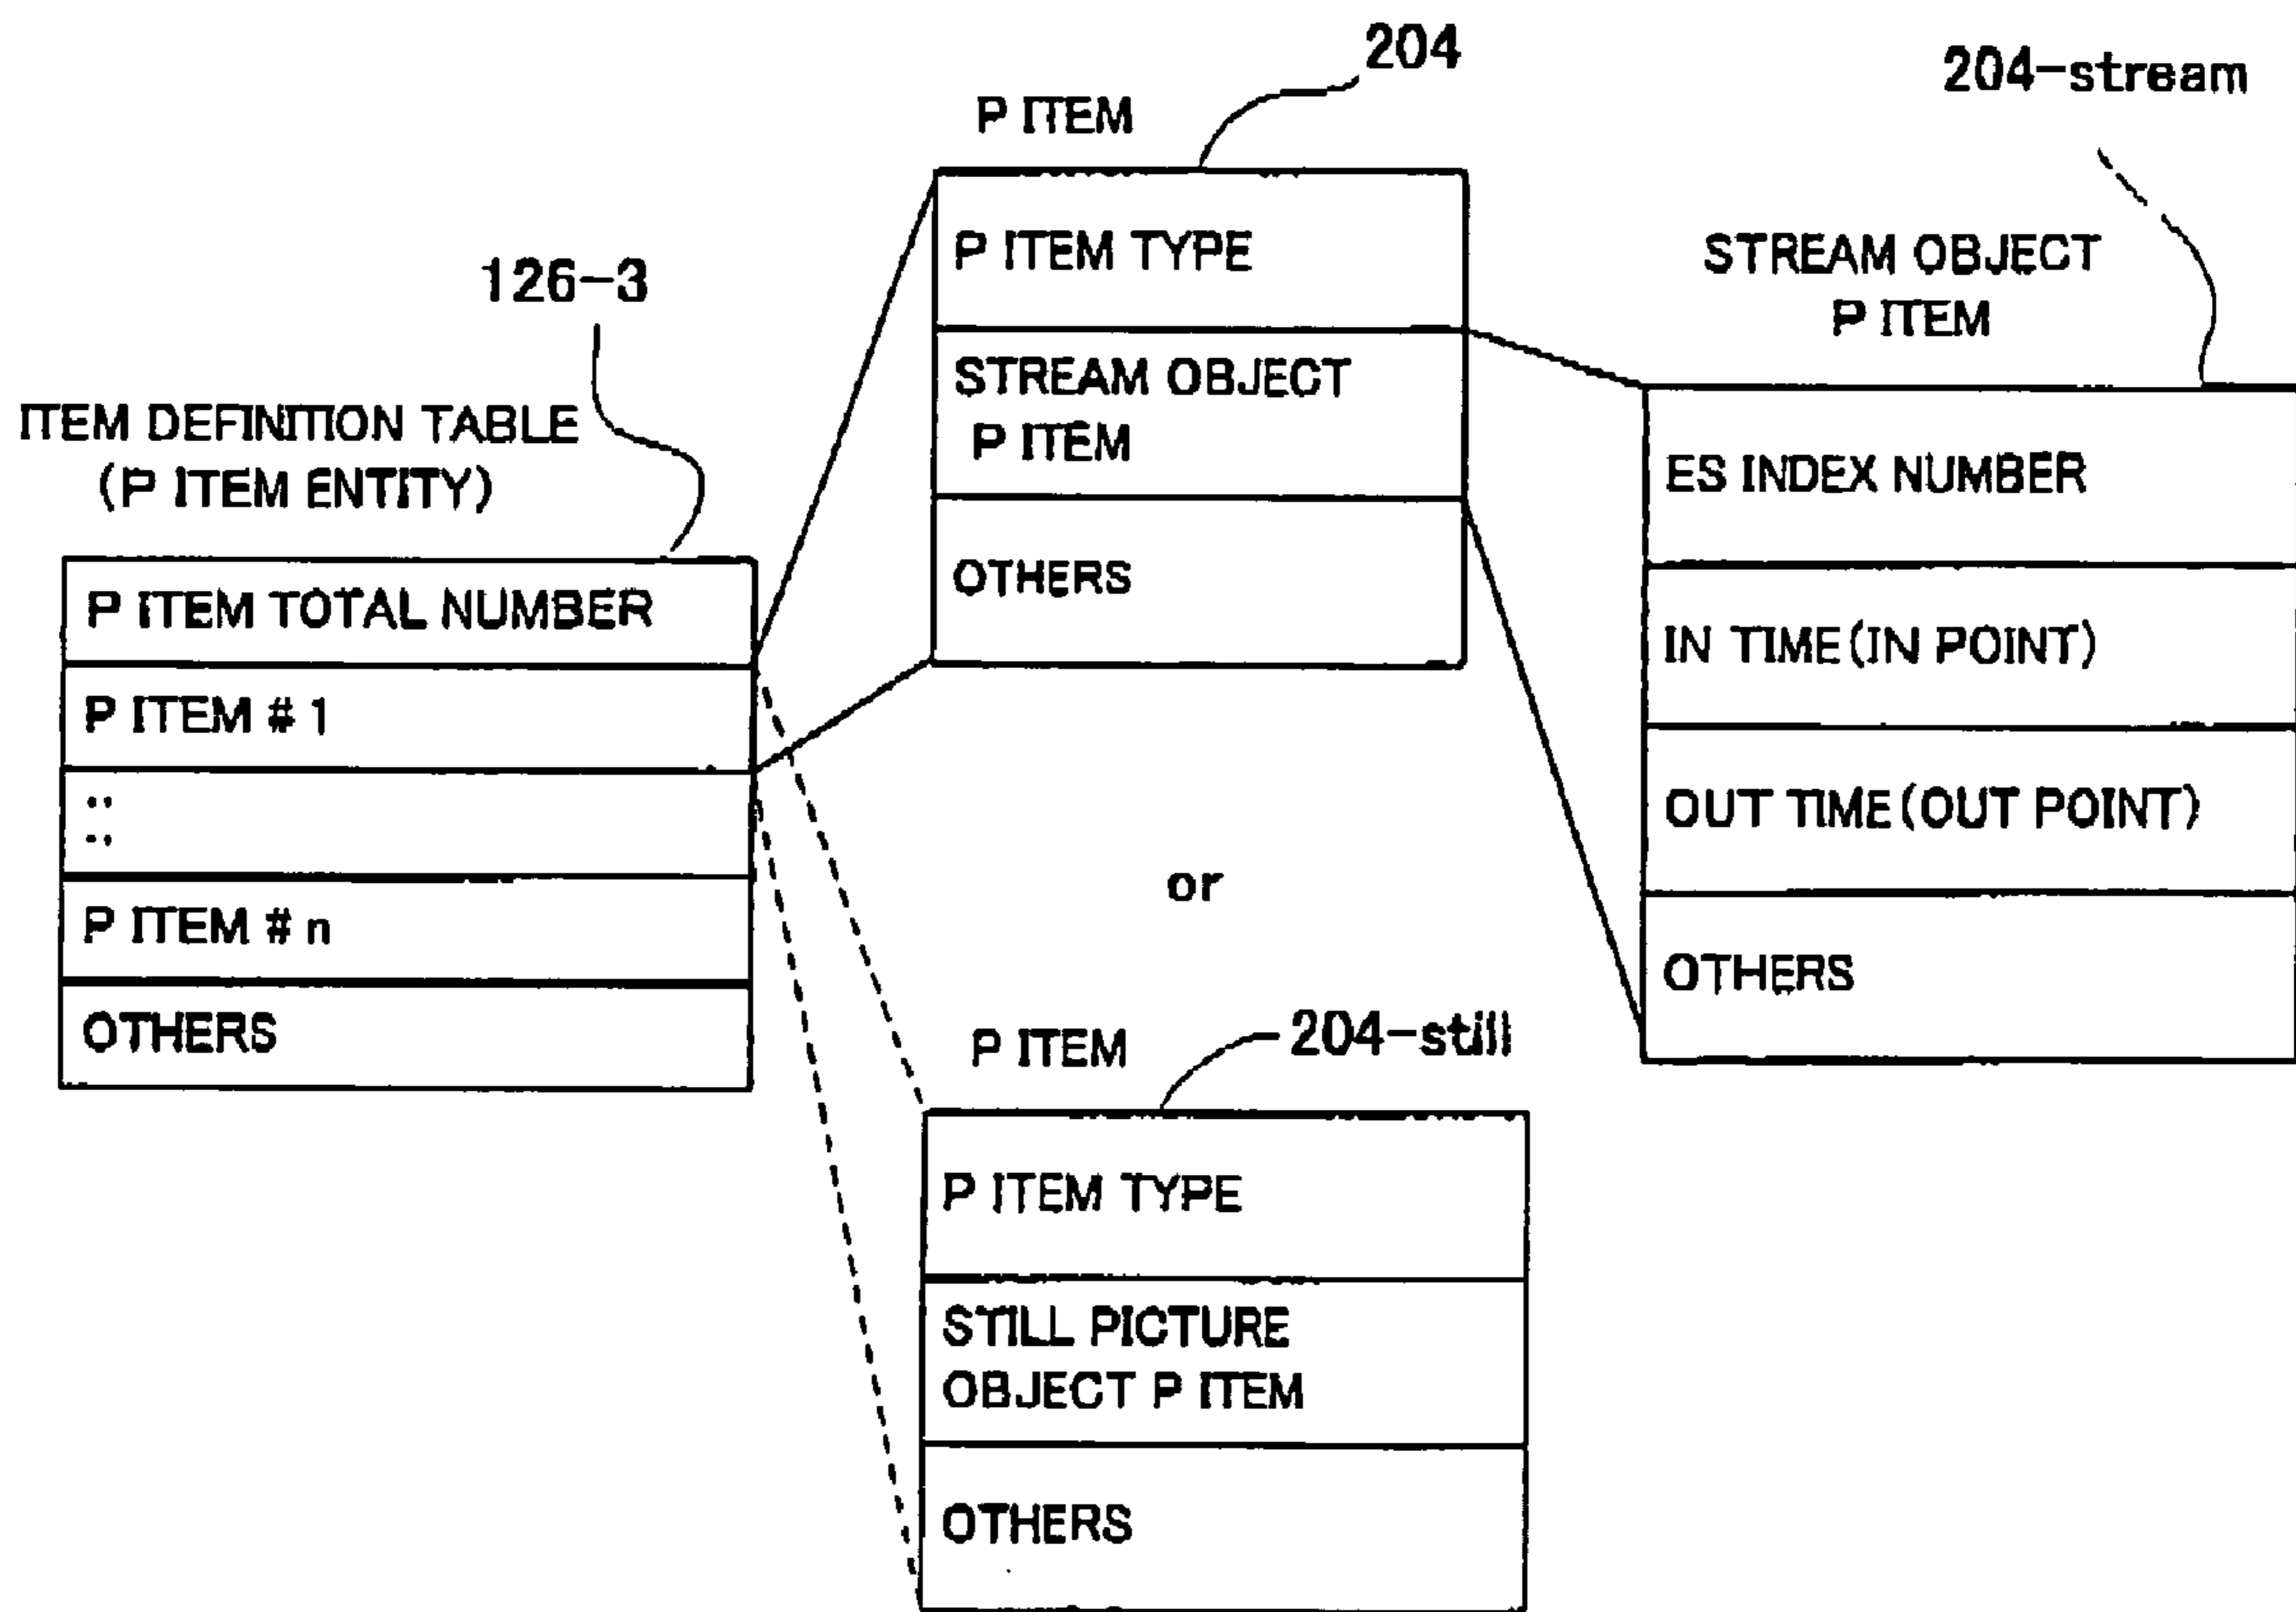 204
P ITEM
P ITEM TYPE
STREAM OBJECT
P ITEM
OTHERS
204-stream
STREAM OBJECT
P ITEM
ES INDEX NUMBER
IN TIME(IN POINT)
OUT TIME(OUT POINT)
OTHERS
126-3
ITEM DEFINITION TABLE
(P ITEM ENTITY)
P ITEM TOTAL NUMBER
P ITEM # 1
::
::
P ITEM # n
OTHERS
or
P ITEM
204-still
P ITEM TYPE
STILL PICTURE
OBJECT P ITEM
OTHERS